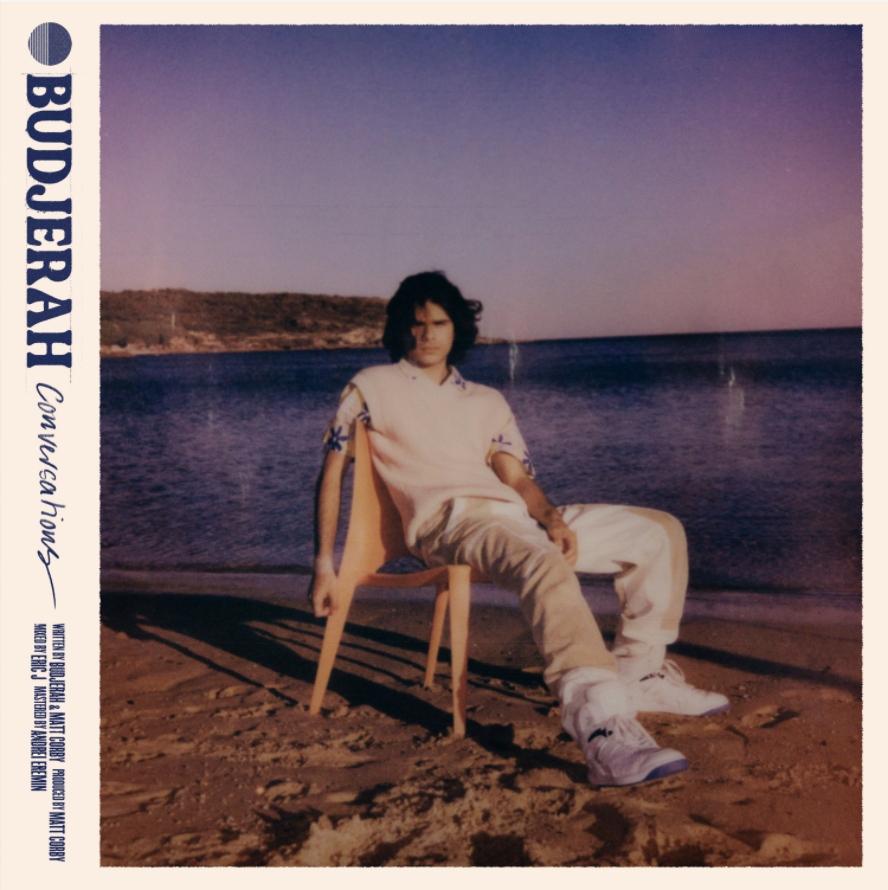 BUDJERAH
Conversations
WRITTEN BY BUDJERAH & MATT CORBY PRODUCED BY MATT CORBY
MIXED BY ERIC J MASTERED BY ANDREI EREMIN